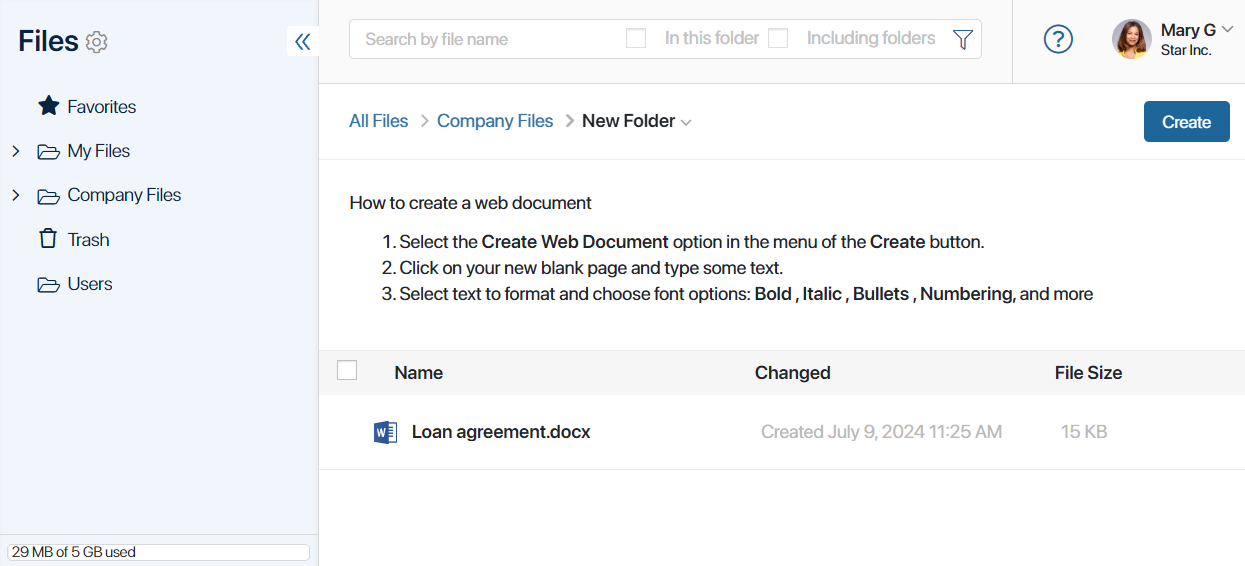 Files
Search by file name
In this folder
Including folders
?
Mary G
Star Inc.
Favorites
My Files
Company Files
Trash
Users
All Files > Company Files > New Folder
Create
How to create a web document
1. Select the Create Web Document option in the menu of the Create button.
2. Click on your new blank page and type some text.
3. Select text to format and choose font options: Bold , Italic , Bullets , Numbering, and more
Name Changed File Size
W Loan agreement.docx Created July 9, 2024 11:25 AM 15 KB
29 MB of 5 GB used